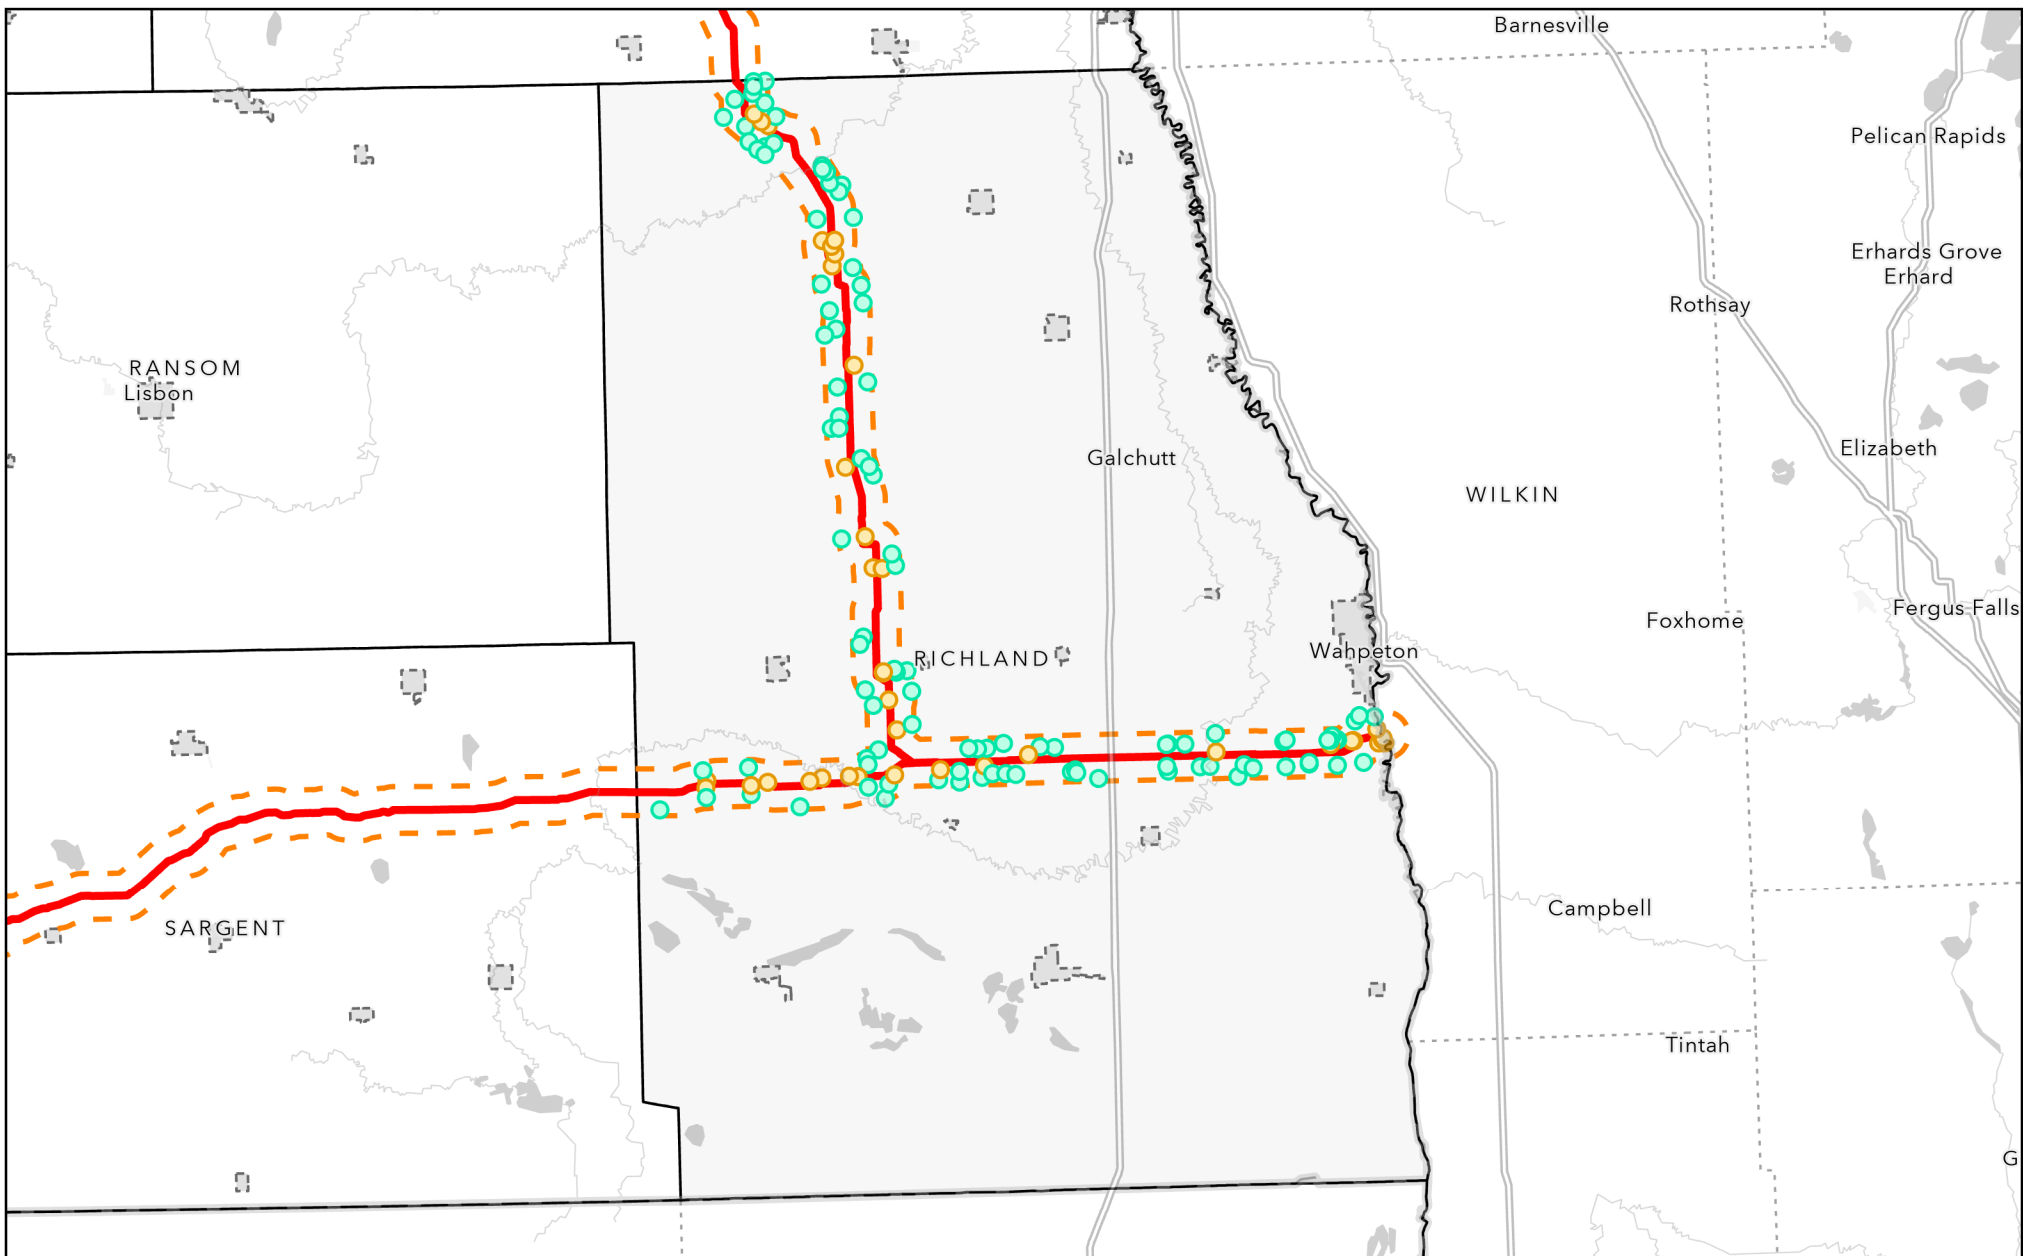 Barnesville
Pelican Rapids
Erhards Grove
Erhard
Rothsay
RANSOM
Lisbon
Elizabeth
Galchutt
WILKIN
Fergus Falls
Foxhome
Wahpeton
RICHLAND
Campbell
SARGENT
Tintah
G